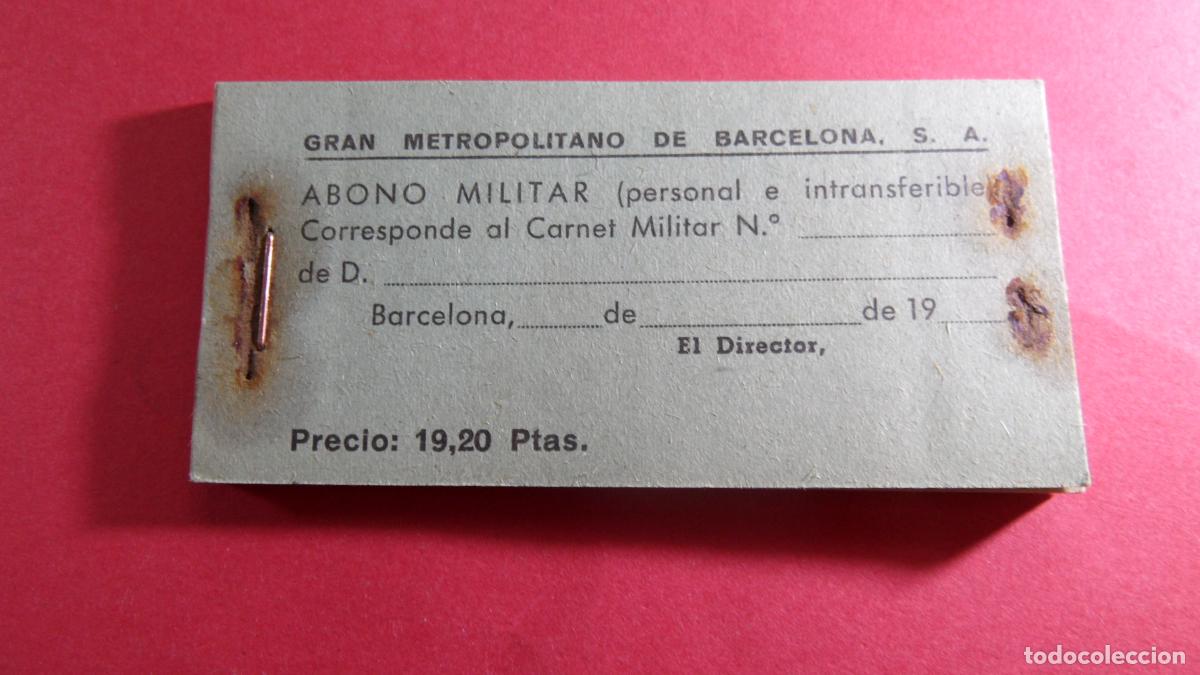 GRAN METROPOLITANO DE BARCELONA, S. A.
ABONO MILITAR (personal e intransferible
Corresponde al Carnet Militar N.º
de D.
Barcelona, de de 19
El Director,
Precio: 19,20 Ptas.
todocoleccion